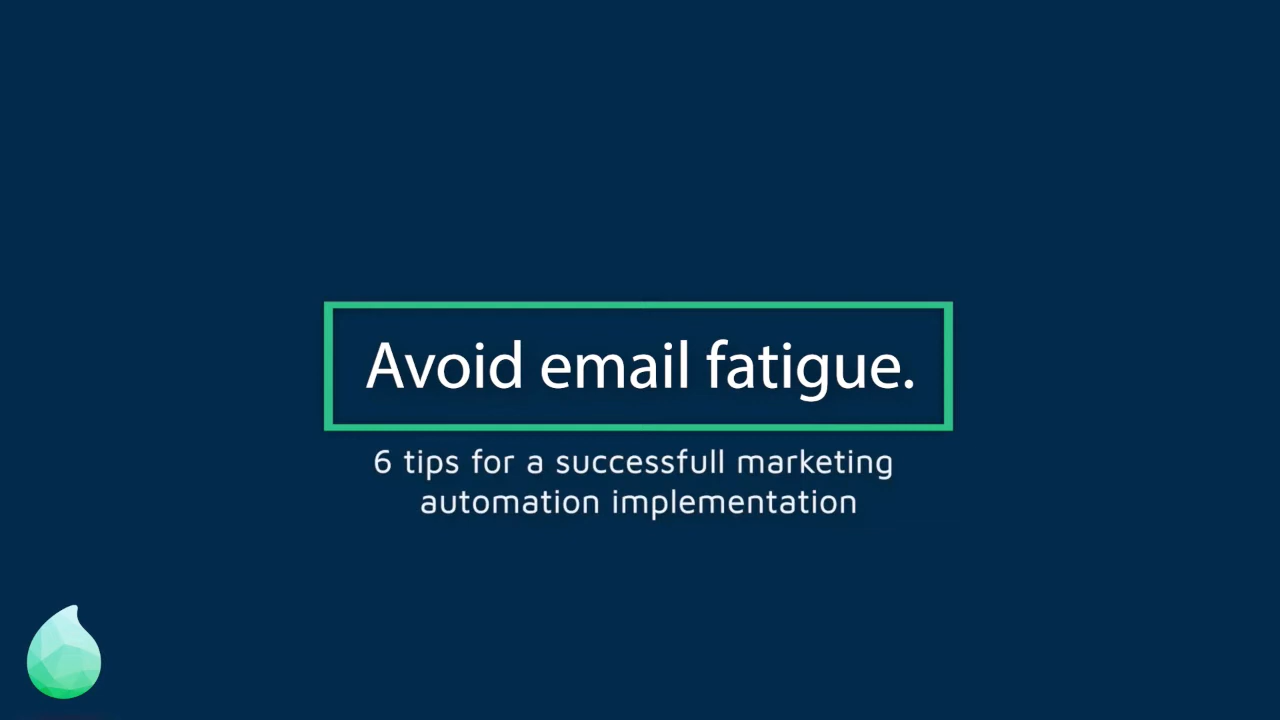 Avoid email fatigue.
6 tips for a successfull marketing
automation implementation